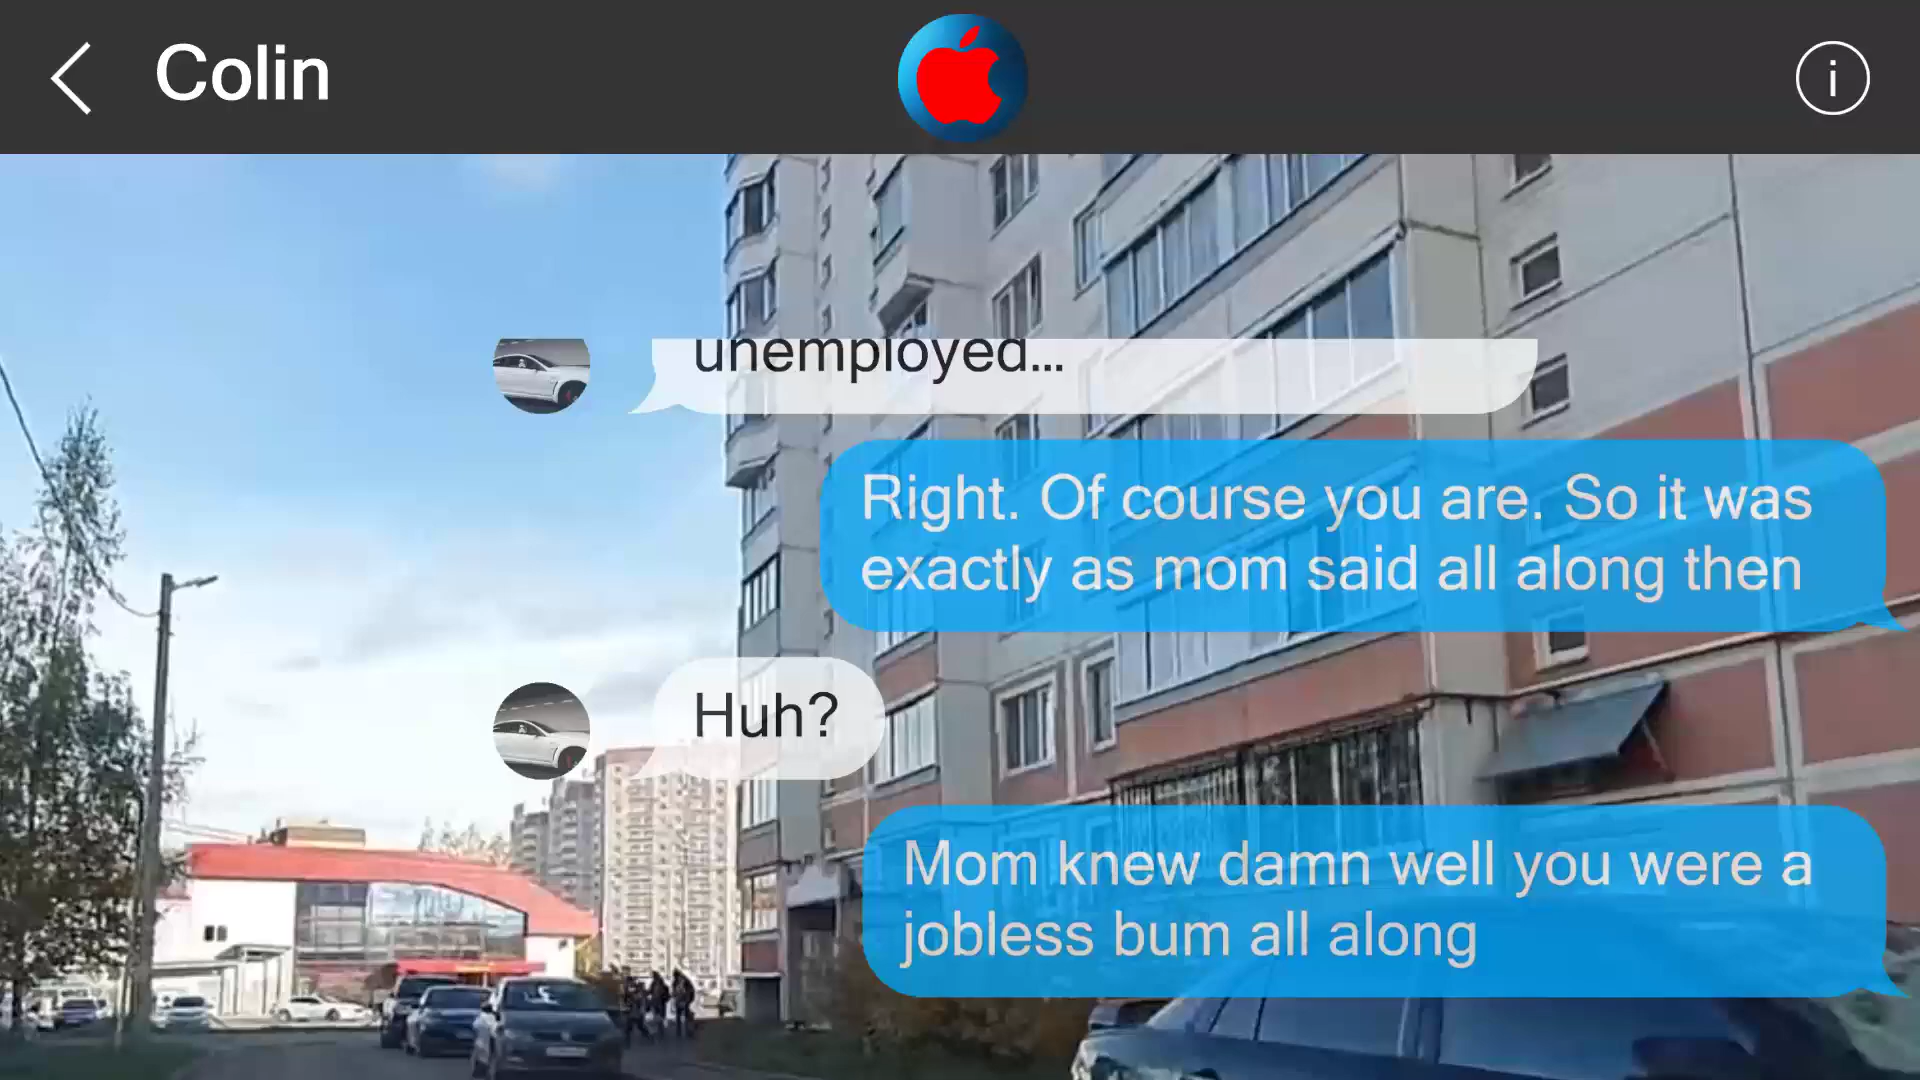 Colin
i
unemployed...
Right. Of course you are. So it was
exactly as mom said all along then
Huh?
Mom knew damn well you were a
jobless bum all along